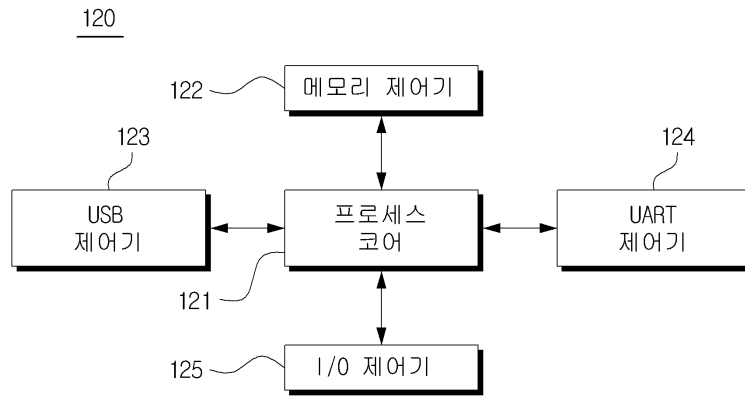 120
122
메모리 제어기
123
124
USB
제어기
프로세스
코어
UART
제어기
121
125
I/O 제어기